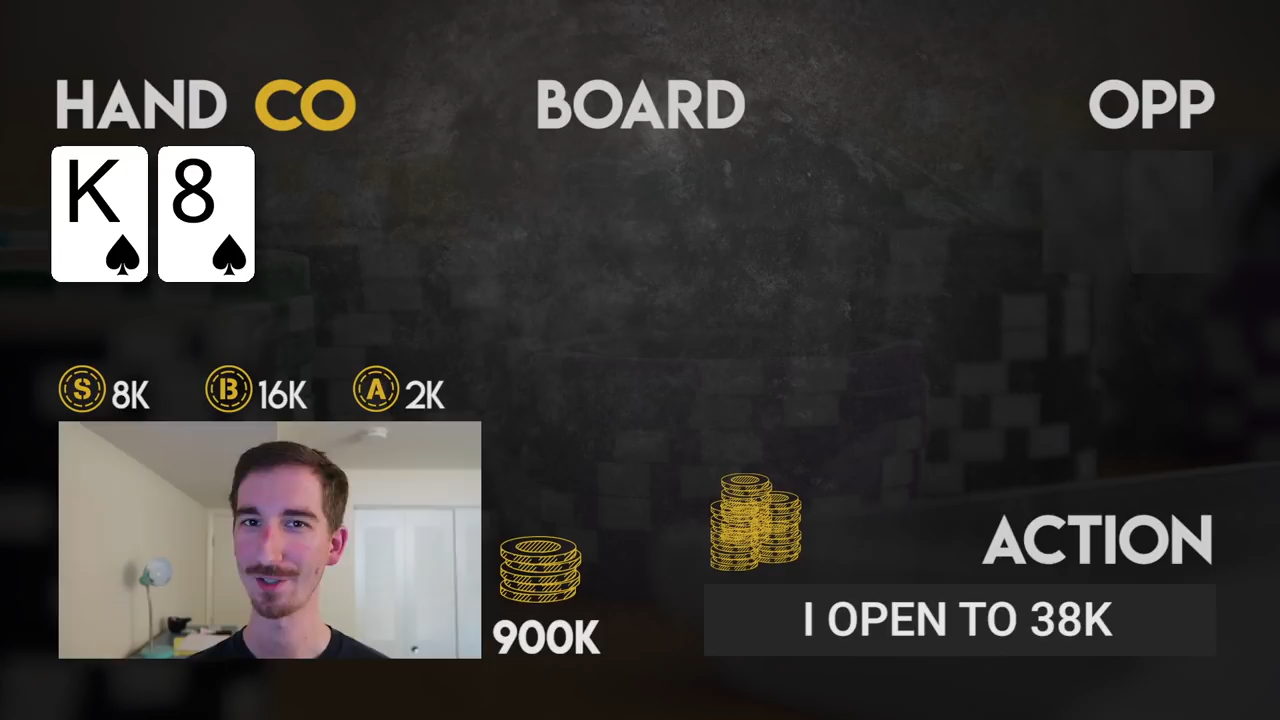 HAND CO
BOARD
OPP
K 8
S 8K B 16K A 2K
900K
ACTION
I OPEN TO 38K